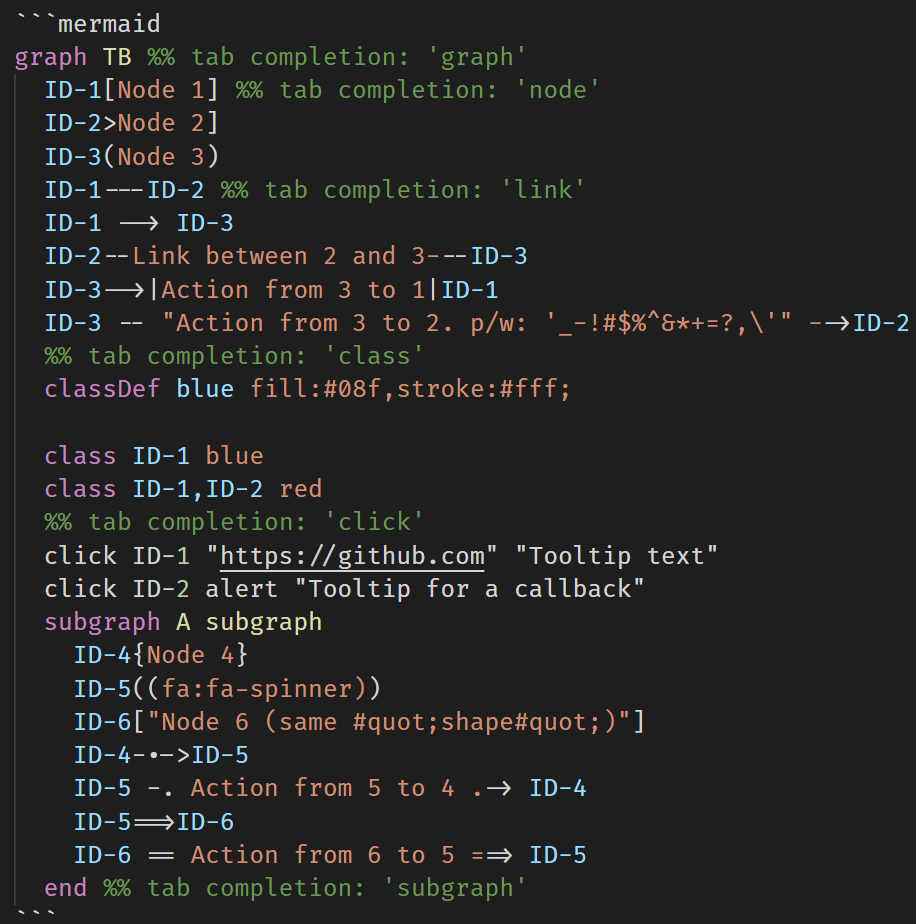 ```mermaid
graph TB %% tab completion: 'graph'
ID-1[Node 1] %% tab completion: 'node'
ID-2>Node 2]
ID-3(Node 3)
ID-1---ID-2 %% tab completion: 'link'
ID-1 --> ID-3
ID-2--Link between 2 and 3---ID-3
ID-3-->|Action from 3 to 1|ID-1
ID-3 -- "Action from 3 to 2. p/w: '_-!#$%^&*+=?,\'" -->ID-2
%% tab completion: 'class'
classDef blue fill:#08f,stroke:#fff;
class ID-1 blue
class ID-1,ID-2 red
%% tab completion: 'click'
click ID-1 "https://github.com" "Tooltip text"
click ID-2 alert "Tooltip for a callback"
subgraph A subgraph
ID-4{Node 4}
ID-5((fa:fa-spinner))
ID-6["Node 6 (same #quot;shape#quot;)"]
ID-4-.->ID-5
ID-5 -. Action from 5 to 4 .-> ID-4
ID-5==>ID-6
ID-6 == Action from 6 to 5 ==> ID-5
end %% tab completion: 'subgraph'
```